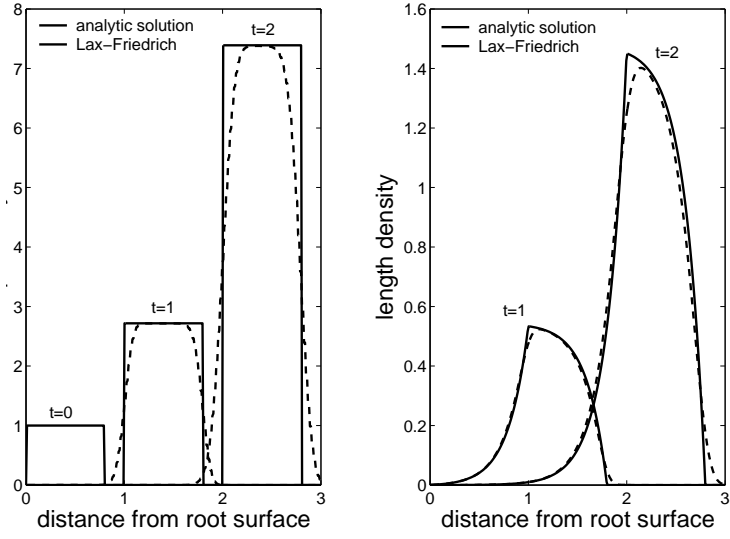 8
7
6
5
4
3
2
1
0
analytic solution
Lax−Friedrich
t=2
t=1
t=0
0
1
2
3
distance from root surface
length density
1.6
1.4
1.2
1
0.8
0.6
0.4
0.2
0
analytic solution
Lax−Friedrich
t=2
t=1
0
1
2
3
distance from root surface